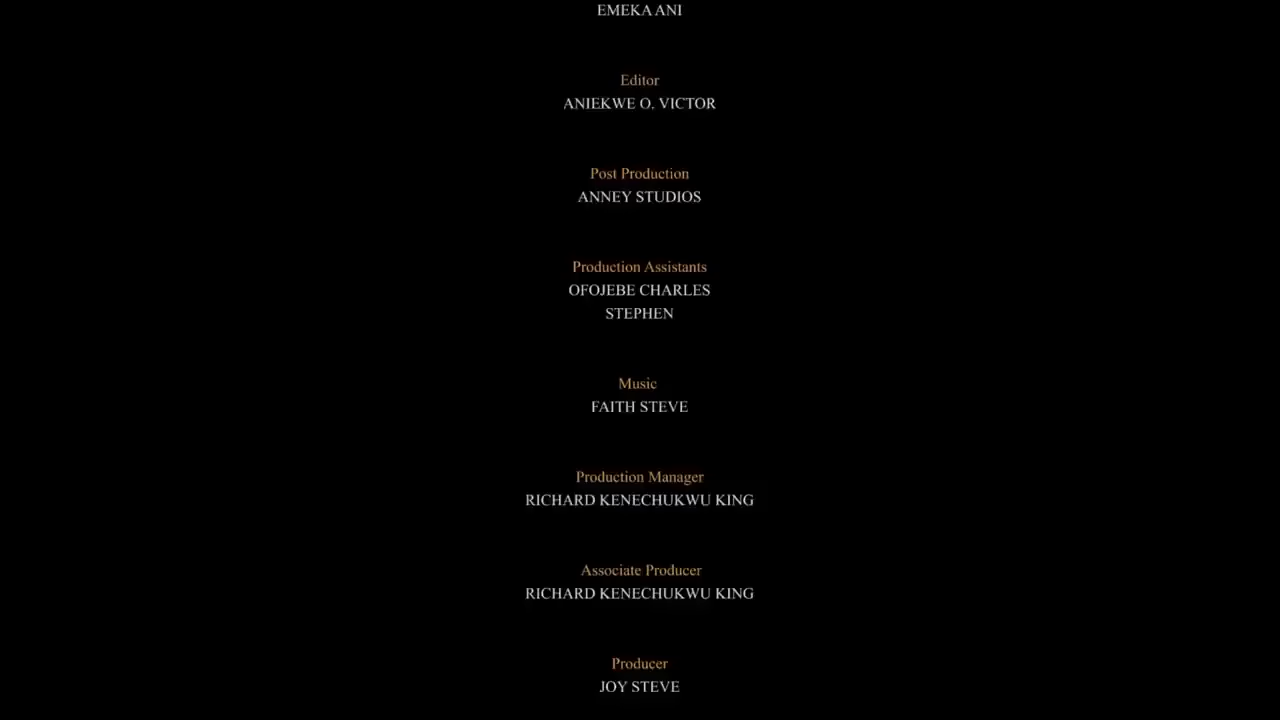 EMEKA ANI
Editor
ANIEKWE O. VICTOR
Post Production
ANNEY STUDIOS
Production Assistants
OFOJEBE CHARLES
STEPHEN
Music
FAITH STEVE
Production Manager
RICHARD KENECHUKWU KING
Associate Producer
RICHARD KENECHUKWU KING
Producer
JOY STEVE